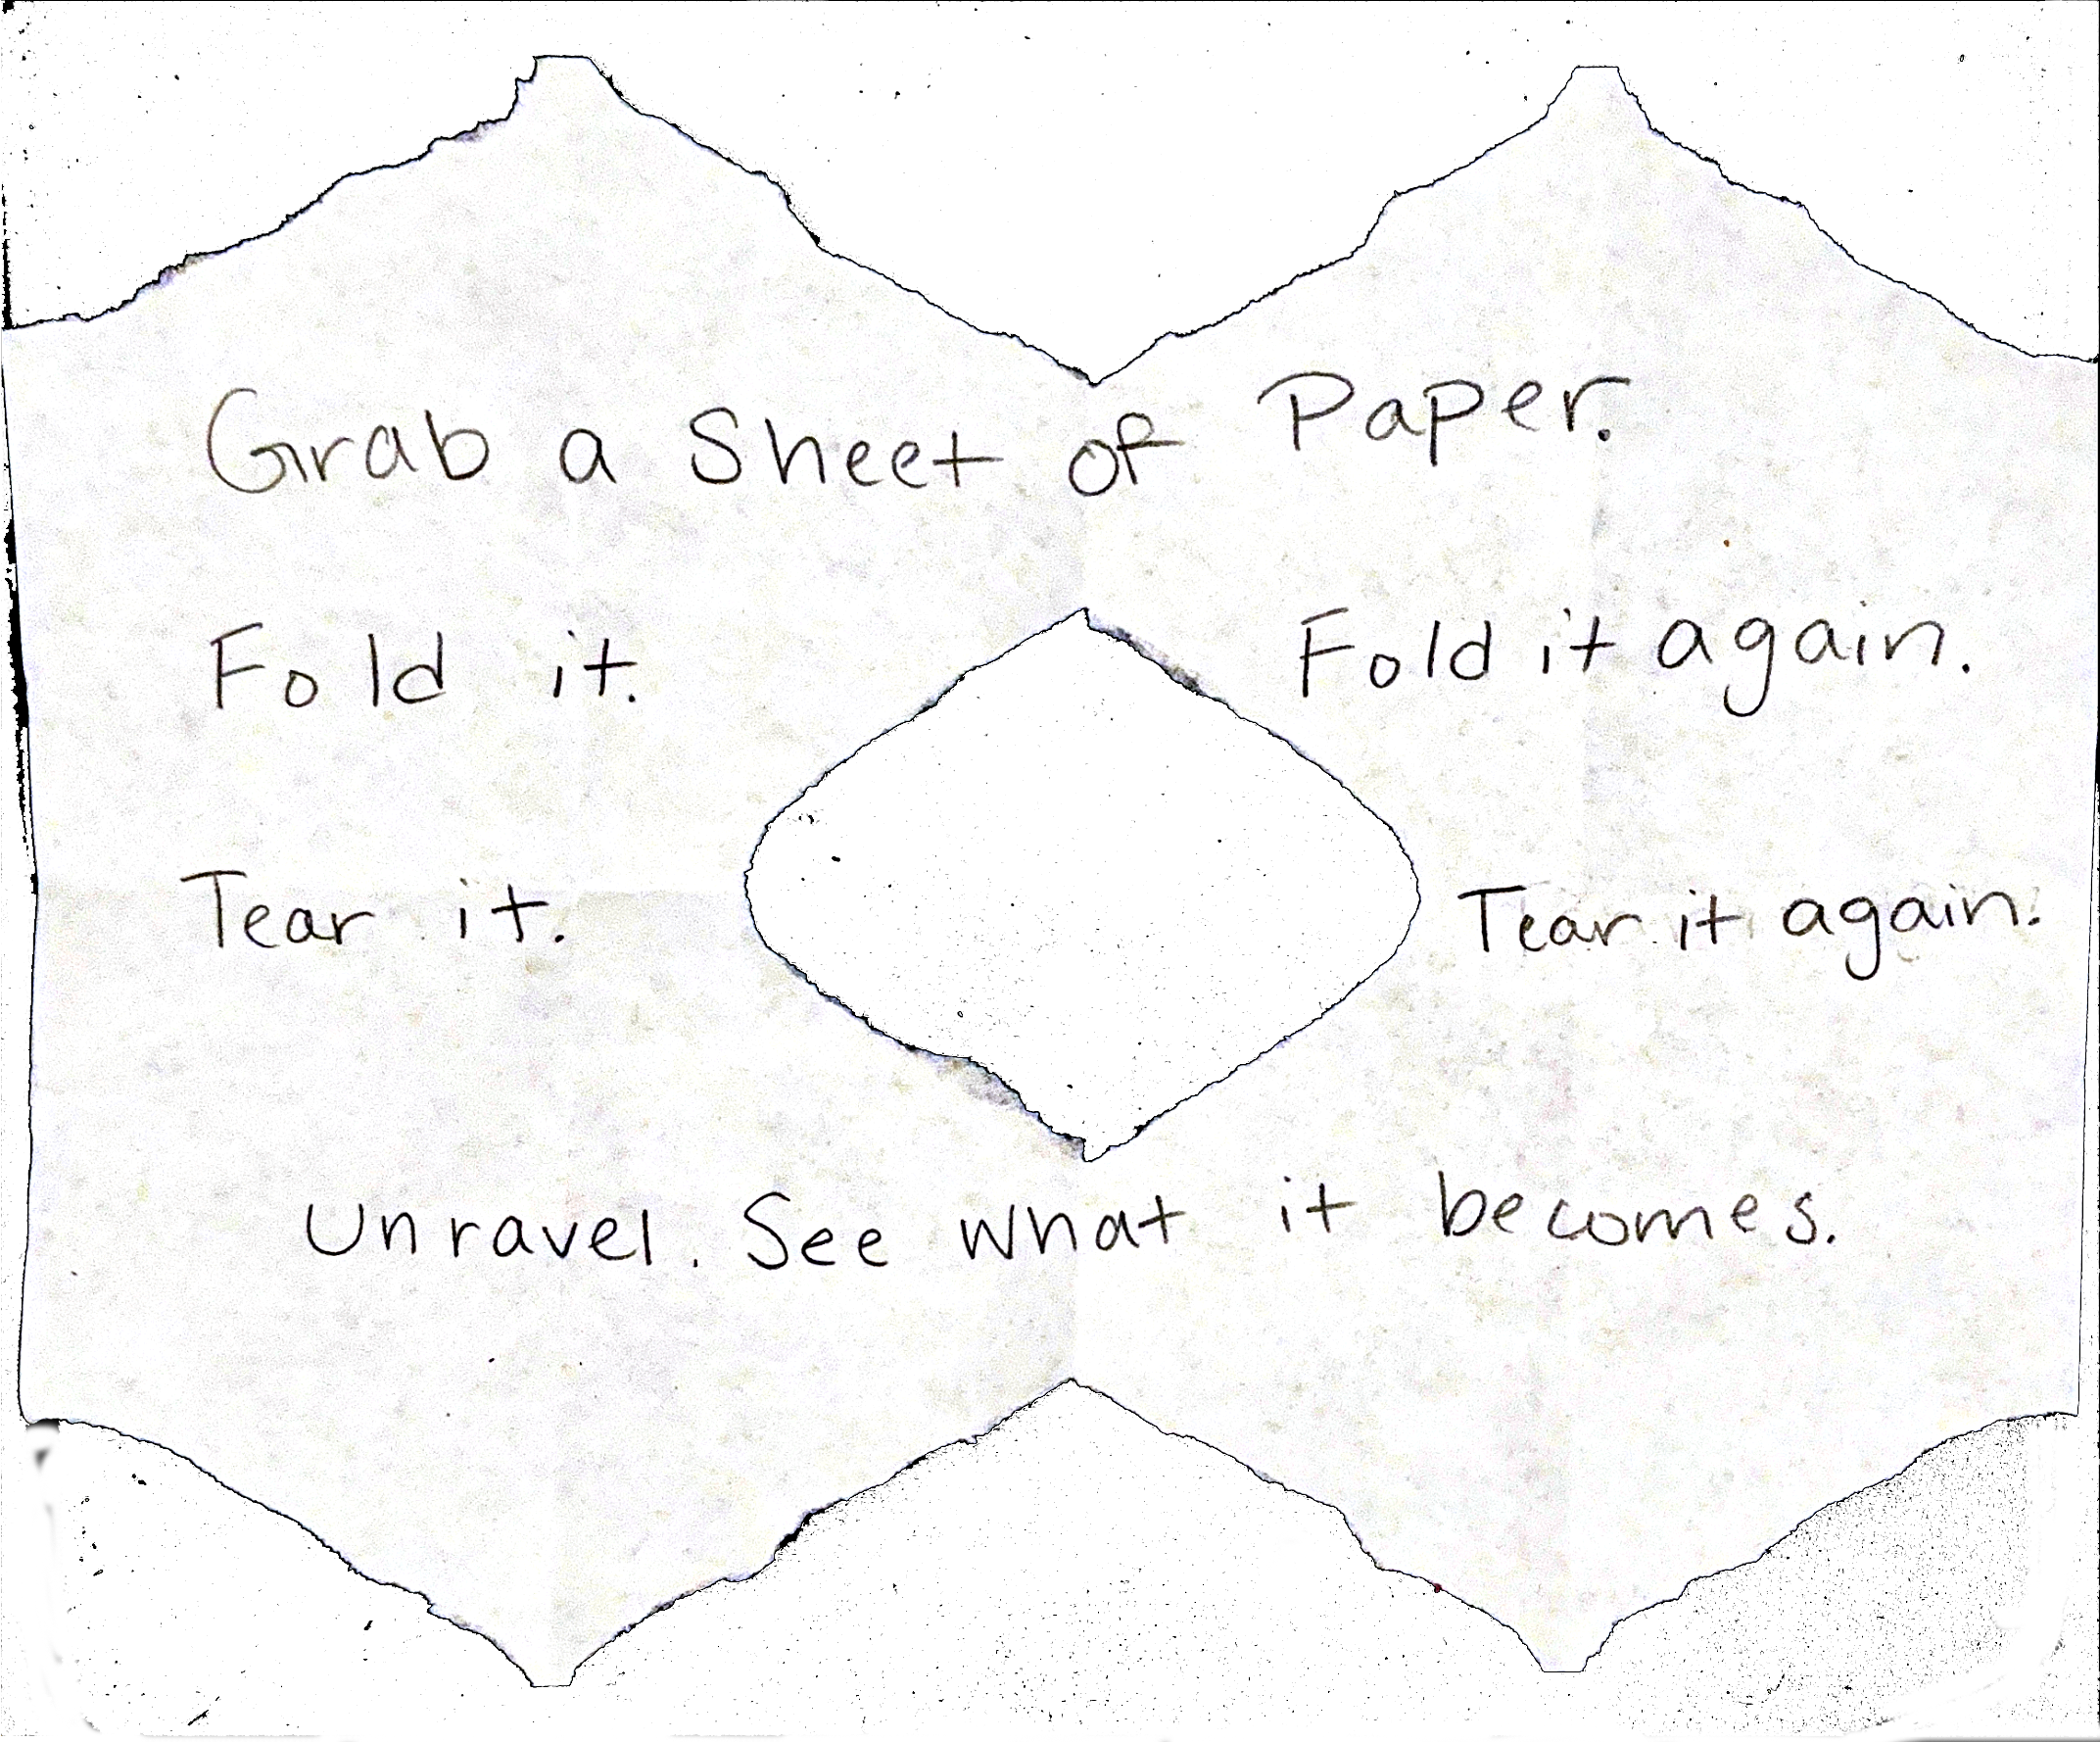 Grab a Sheet of Paper.
Fold it. Fold it again.
Tear it. Tear it again.
Unravel. See what it becomes.